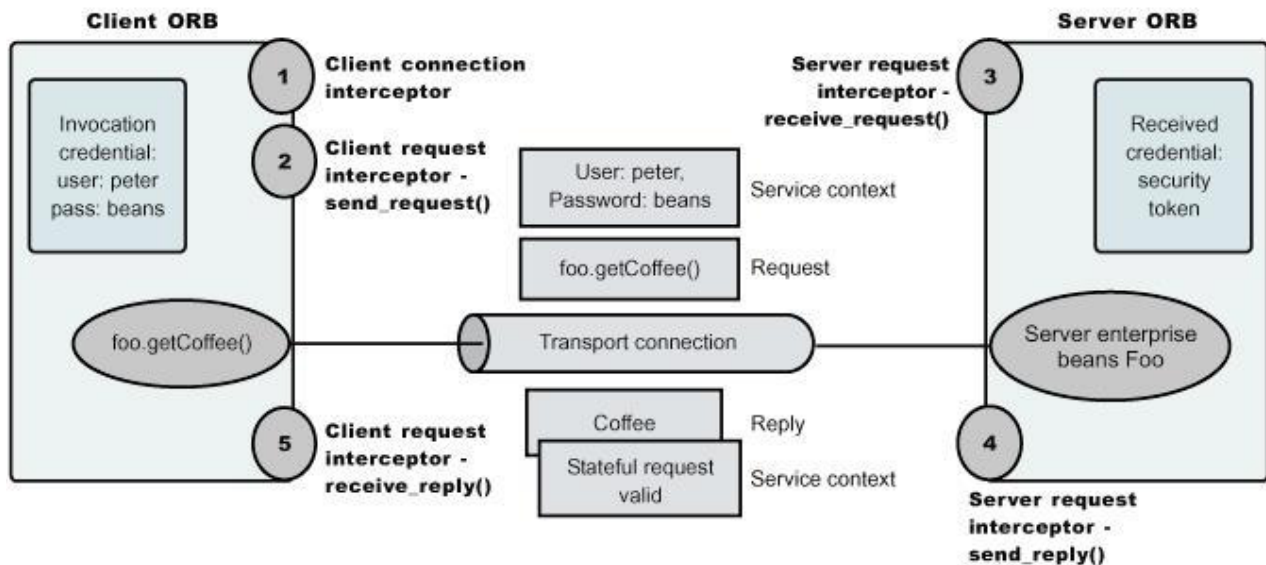 Client ORB
Server ORB
1
Client connection
interceptor
Invocation
credential:
user: peter
pass: beans
2
Client request
interceptor -
send_request()
User: peter,
Password: beans
Service context
foo.getCoffee()
Request
Server request
interceptor -
receive_request()
3
Received
credential:
security
token
foo.getCoffee()
Transport connection
Server enterprise
beans Foo
5
Client request
interceptor -
receive_reply()
Coffee
Reply
Stateful request
valid
Service context
4
Server request
interceptor -
send_reply()